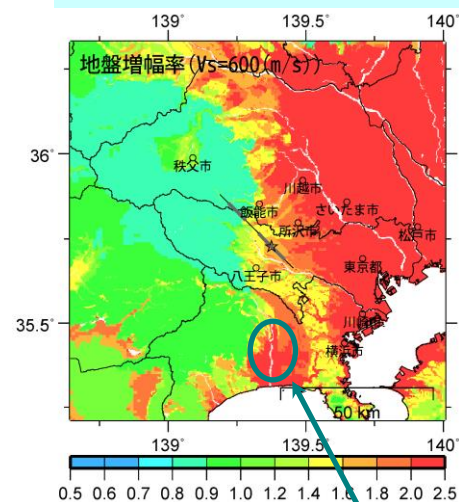 139° 139.5° 140°
地盤増幅率(Vs=600(m/s))
36°
秩父市
川越市
飯能市
さいたま市
所沢市
松戸市
東京都
八王子市
35.5°
川崎市
横浜市
50 km
139° 139.5° 140°
0.5 0.6 0.7 0.8 0.9 1.0 1.2 1.4 1.6 1.8 2.0 2.5